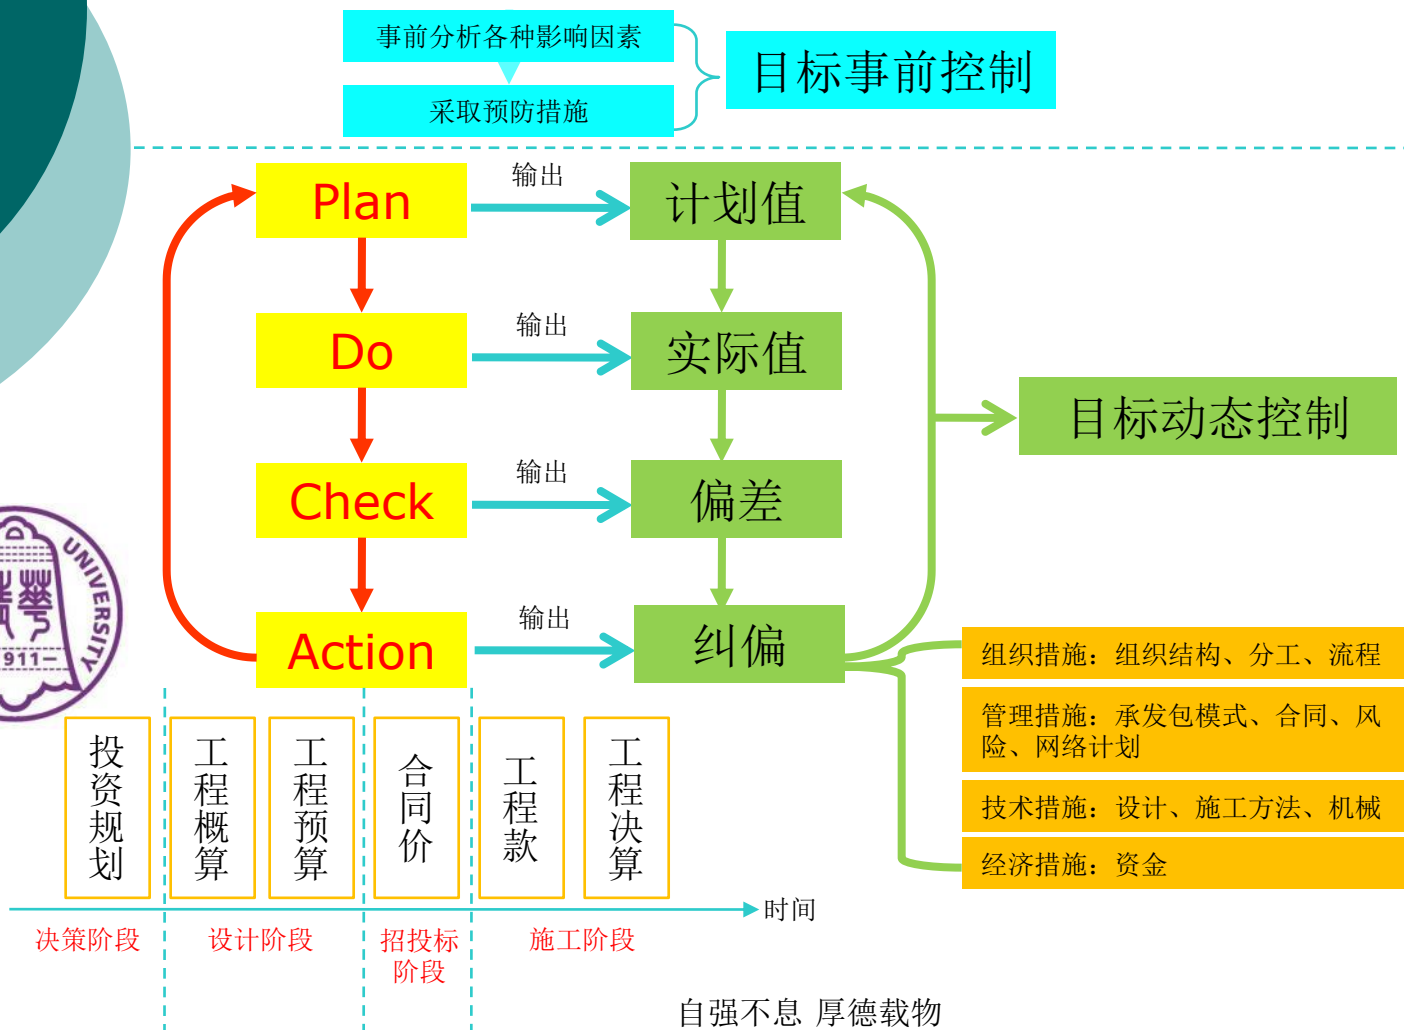 事前分析各种影响因素
采取预防措施
目标事前控制
Plan
输出
计划值
Do
输出
实际值
目标动态控制
Check
输出
偏差
Action
输出
纠偏
UNIVERSITY
911
组织措施：组织结构、分工、流程
管理措施：承发包模式、合同、风
险、网络计划
技术措施：设计、施工方法、机械
经济措施：资金
投资规划
工程概算
工程预算
合同价
工程款
工程决算
时间
决策阶段
设计阶段
招投标
阶段
施工阶段
自强不息 厚德载物